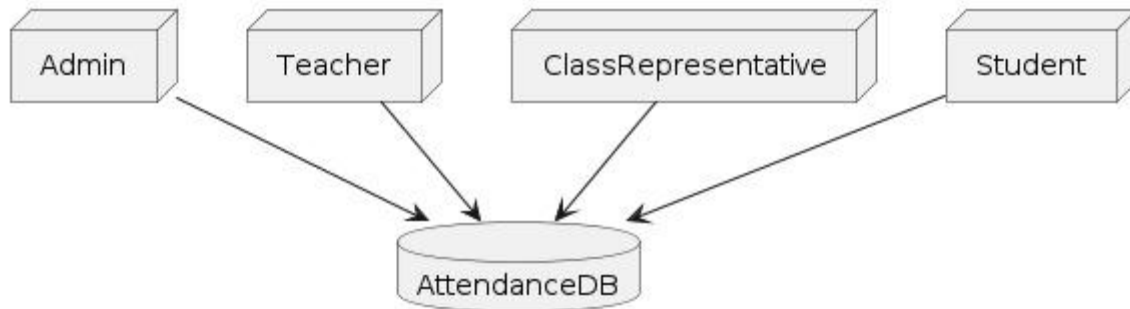 Admin
Teacher
ClassRepresentative
Student
AttendanceDB